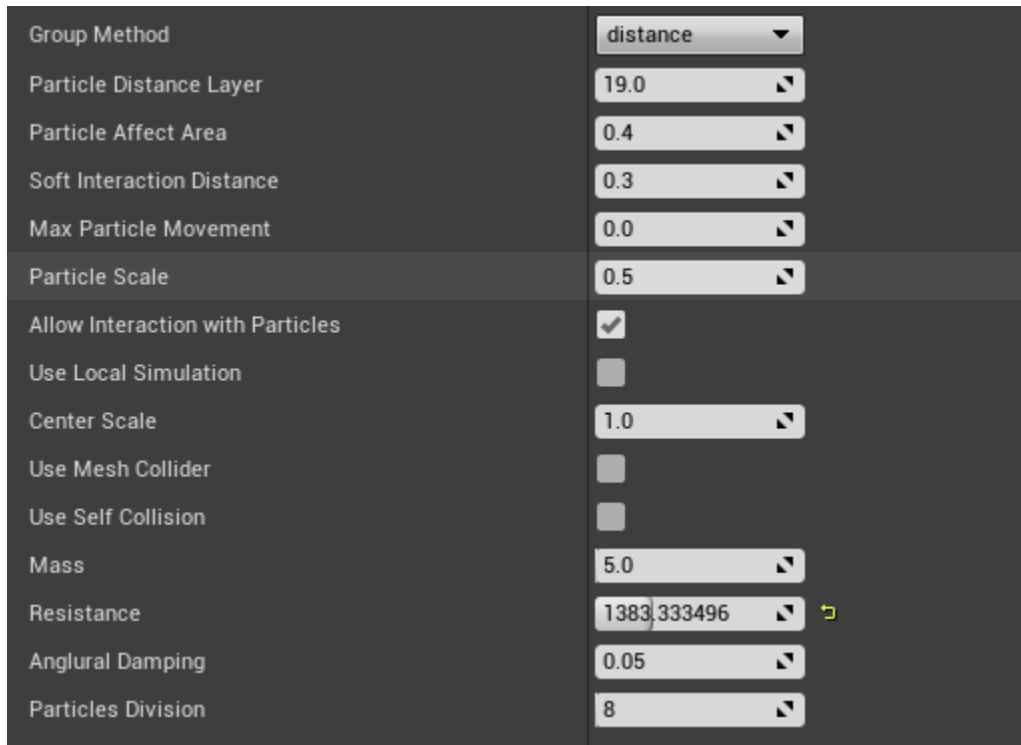 Group Method distance
Particle Distance Layer 19.0
Particle Affect Area 0.4
Soft Interaction Distance 0.3
Max Particle Movement 0.0
Particle Scale 0.5
Allow Interaction with Particles
Use Local Simulation
Center Scale 1.0
Use Mesh Collider
Use Self Collision
Mass 5.0
Resistance 1383.333496
Anglural Damping 0.05
Particles Division 8